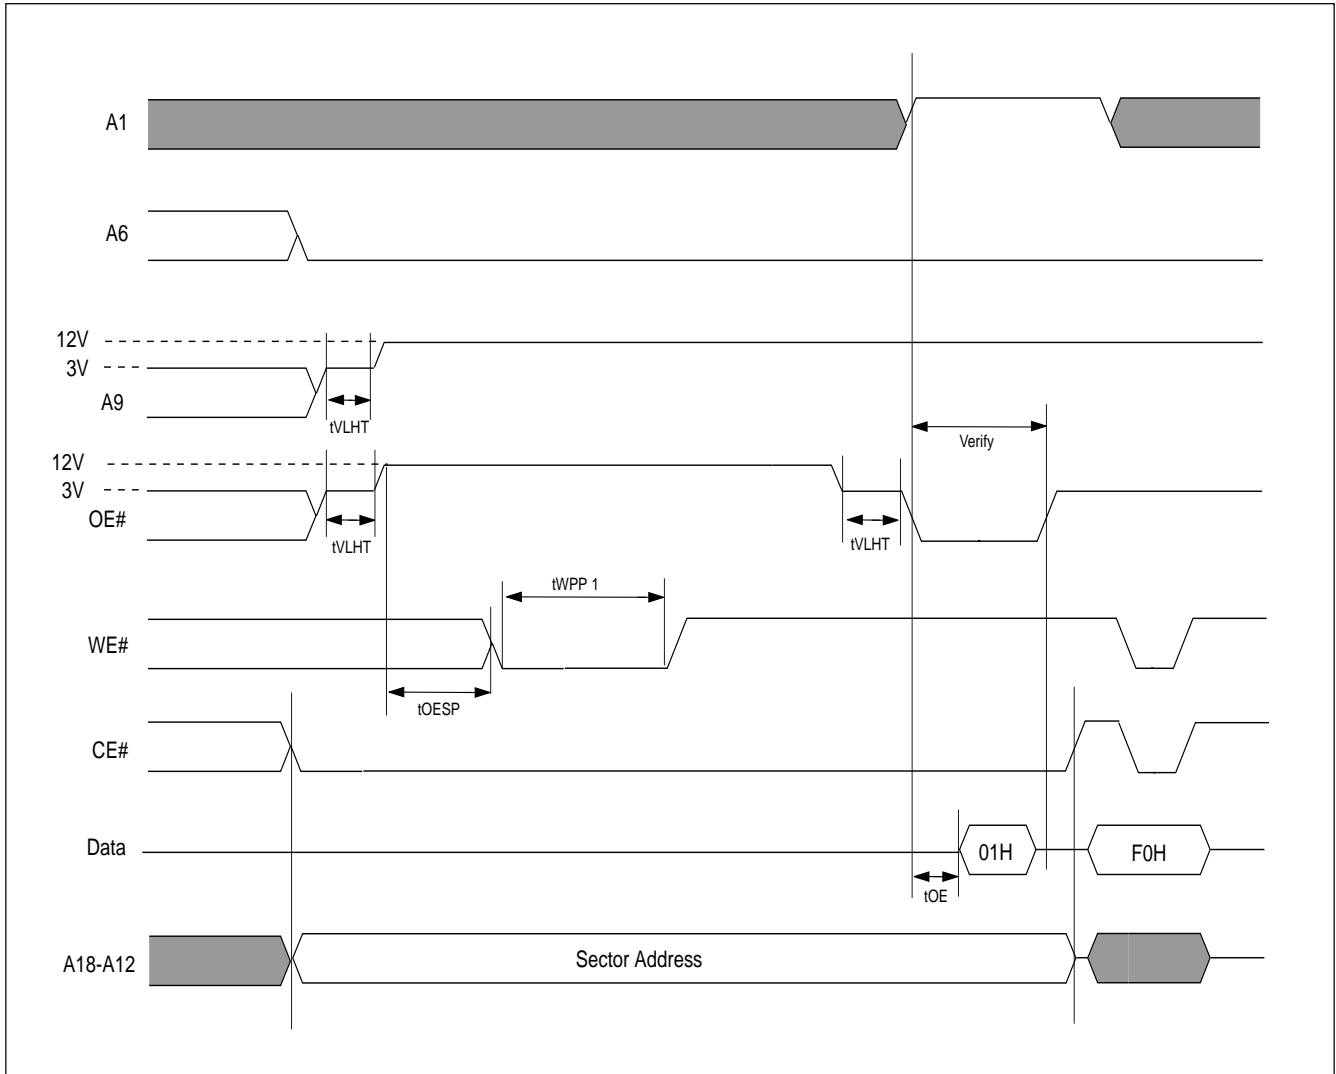 A1
A6
12V
3V
A9
tVLHT
Verify
12V
3V
OE#
tVLHT
tVLHT
tWPP 1
WE#
tOESP
CE#
Data
01H
F0H
tOE
A18-A12
Sector Address